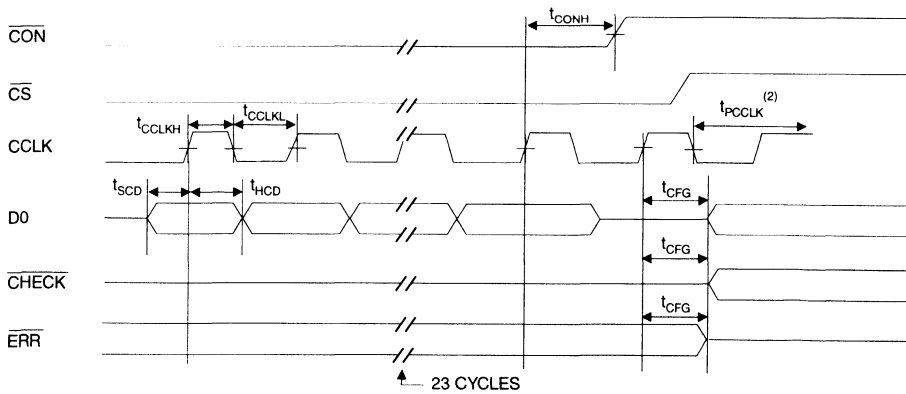 t_CONH
CON
CS
t_PCCLK (2)
t_CCLKH
t_CCLKL
CCLK
t_SCD
t_HCD
t_CFG
D0
t_CFG
CHECK
t_CFG
ERR
23 CYCLES